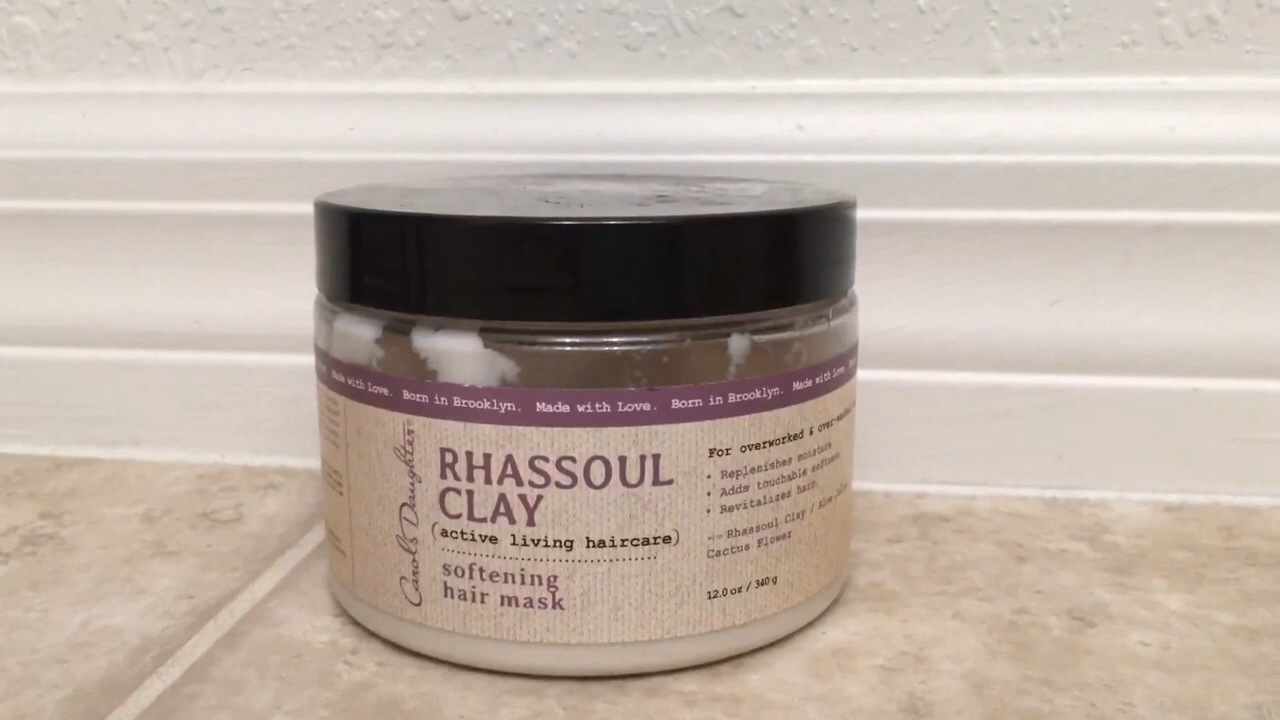 Made with Love. Born in Brooklyn. Made with Love. Born in Brooklyn. Made with Love.
Carol's Daughter
RHASSOUL
CLAY
(active living haircare)
softening
hair mask
For overworked &
• Replenishes moisture
• Adds touchable
• Revitalizes hair
WITH Rhassoul Clay / Aloe
Cactus Flower
12.0 oz / 340 g